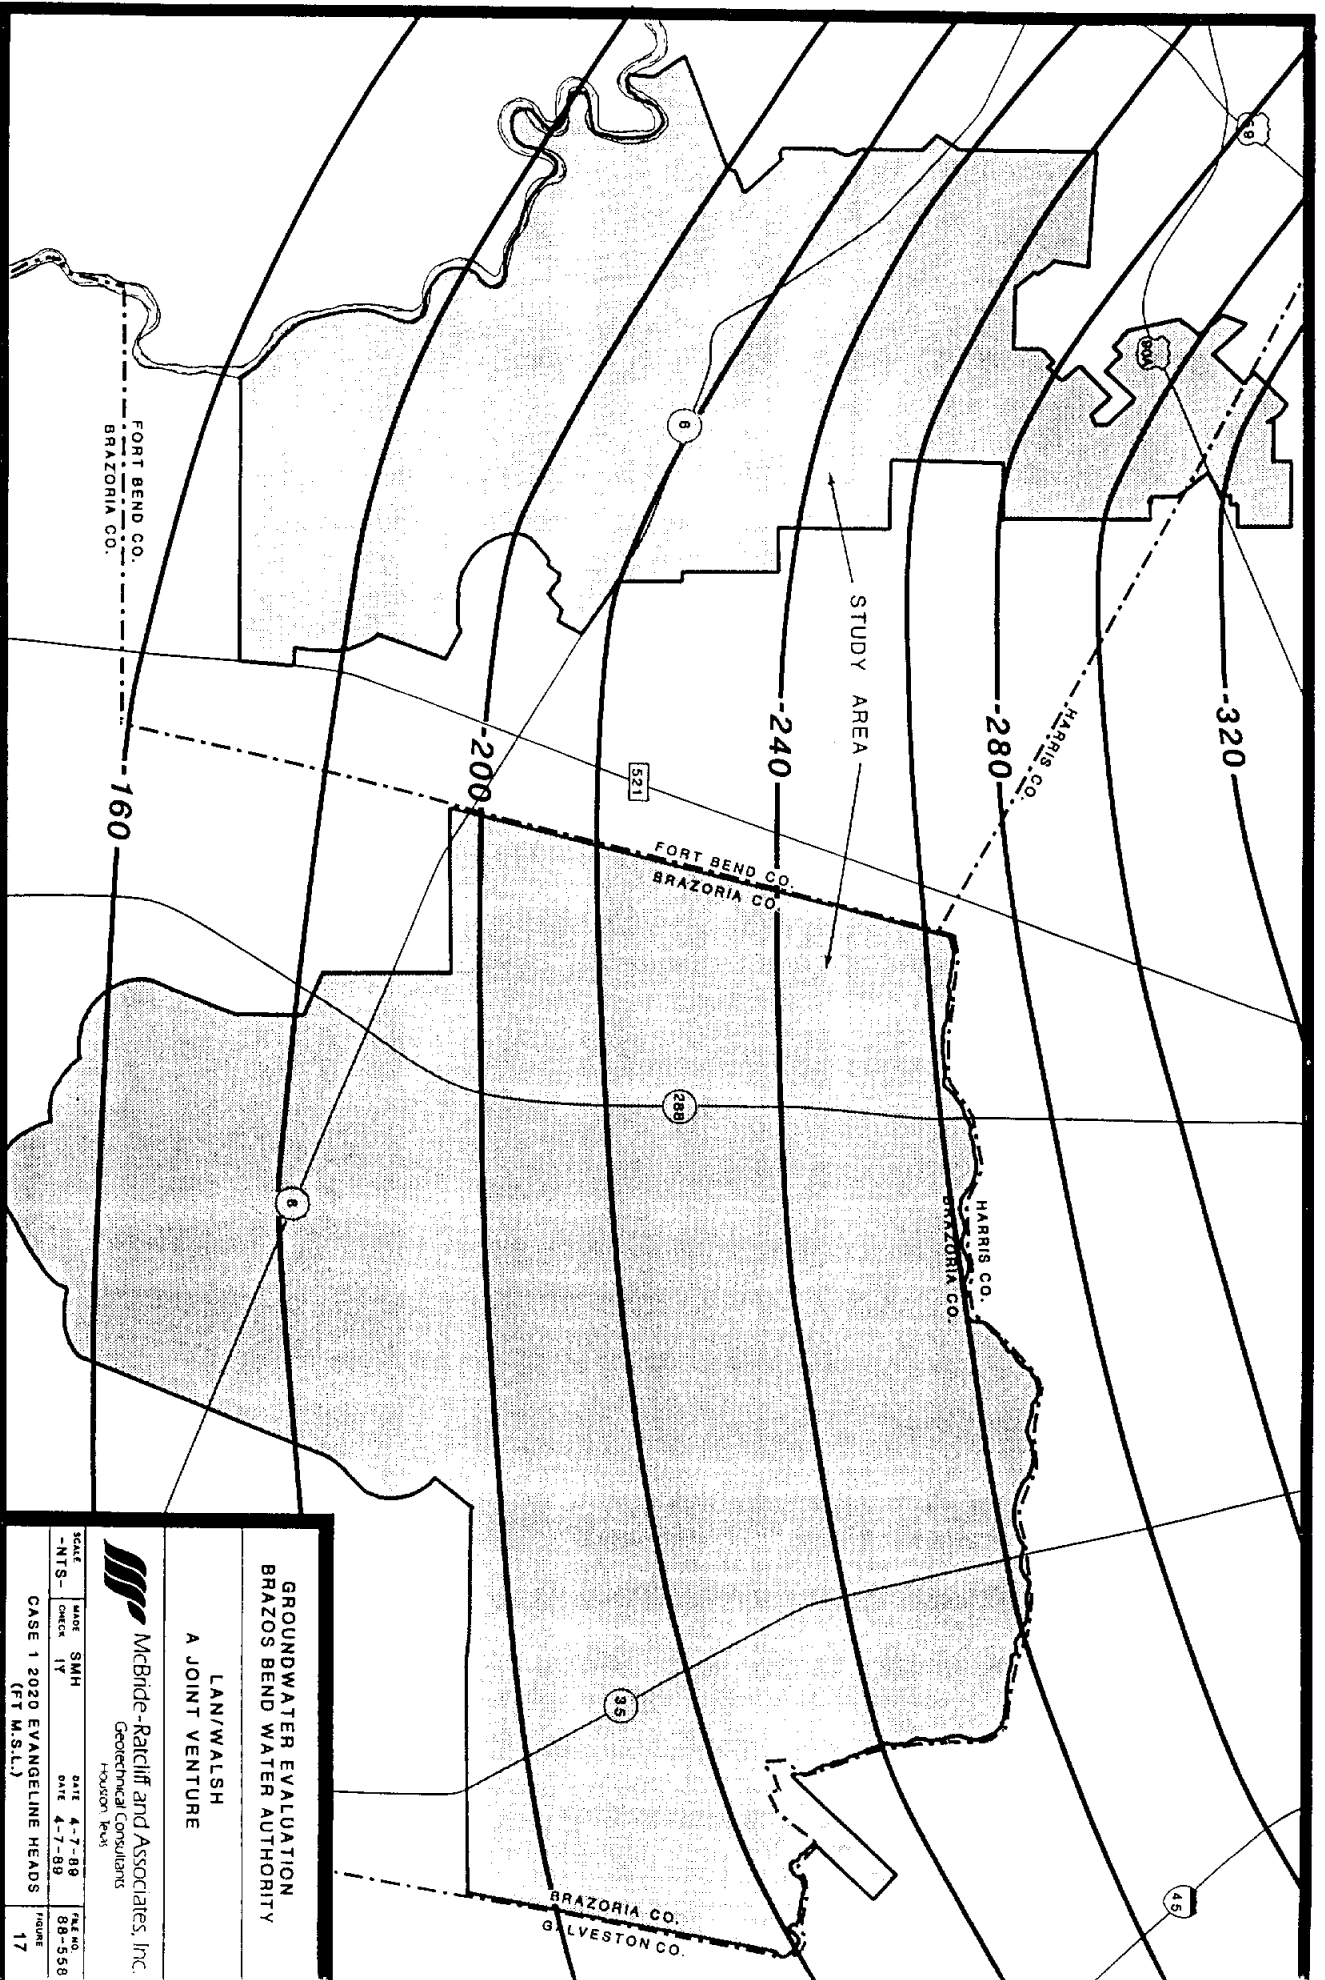 59
90A
HARRIS CO.
-320
-280
STUDY AREA
-240
6
521
-200
FORT BEND CO.
BRAZORIA CO.
FORT BEND CO.
BRAZORIA CO.
-160
HARRIS CO.
BRAZORIA CO.
288
6
35
45
BRAZORIA CO.
GALVESTON CO.
GROUNDWATER EVALUATION
BRAZOS BEND WATER AUTHORITY
LAN/WALSH
A JOINT VENTURE
McBride-Ratcliff and Associates, Inc.
Geotechnical Consultants
Houston Texas
SCALE -NTS-
MADE SMH DATE 4-7-89
CHECK IY DATE 4-7-89
FILE NO. 88-558
CASE 1 2020 EVANGELINE HEADS
(FT M.S.L.)
FIGURE 17